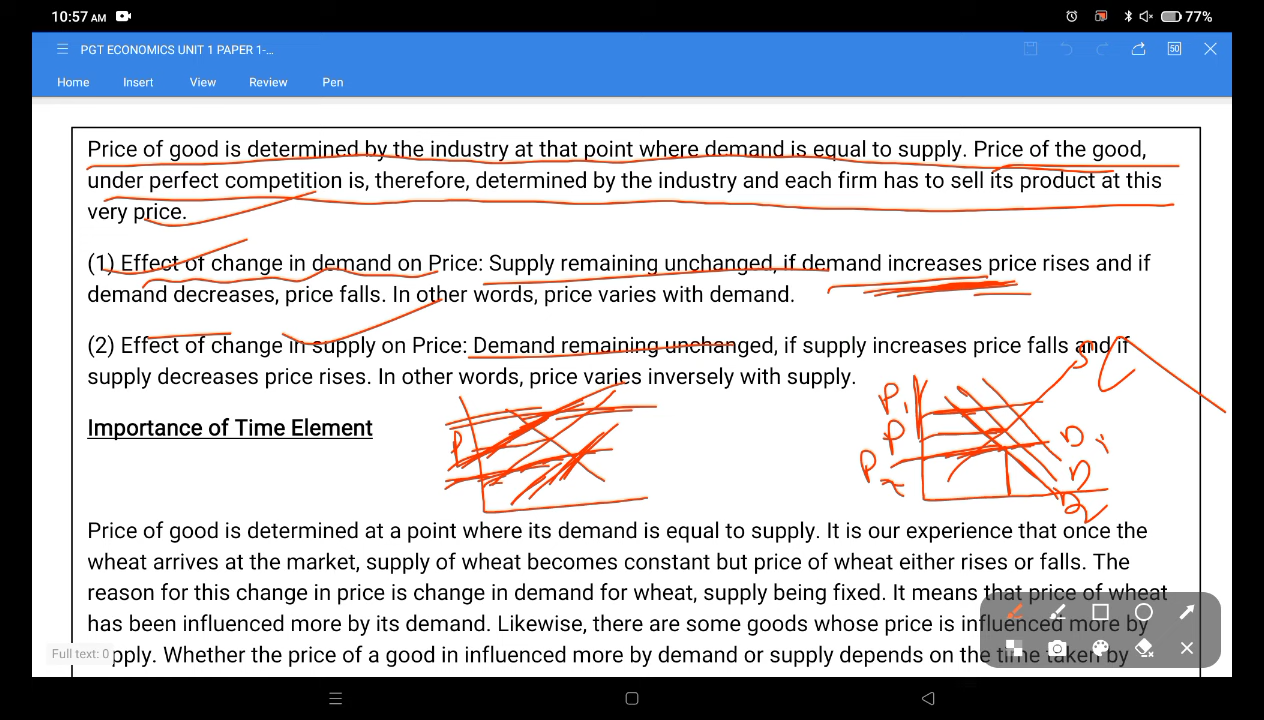 10:57 AM
77%
PGT ECONOMICS UNIT 1 PAPER 1-...
50
Home Insert View Review Pen
Price of good is determined by the industry at that point where demand is equal to supply. Price of the good,
under perfect competition is, therefore, determined by the industry and each firm has to sell its product at this
very price.
(1) Effect of change in demand on Price: Supply remaining unchanged, if demand increases price rises and if
demand decreases, price falls. In other words, price varies with demand.
(2) Effect of change in supply on Price: Demand remaining unchanged, if supply increases price falls and if
supply decreases price rises. In other words, price varies inversely with supply.
Importance of Time Element
P
S
P1
P
P2
D1
D
D2
Price of good is determined at a point where its demand is equal to supply. It is our experience that once the
wheat arrives at the market, supply of wheat becomes constant but price of wheat either rises or falls. The
reason for this change in price is change in demand for wheat, supply being fixed. It means that price of wheat
has been influenced more by its demand. Likewise, there are some goods whose price is influenced more by
Full text: 0
pply. Whether the price of a good in influenced more by demand or supply depends on the time taken by